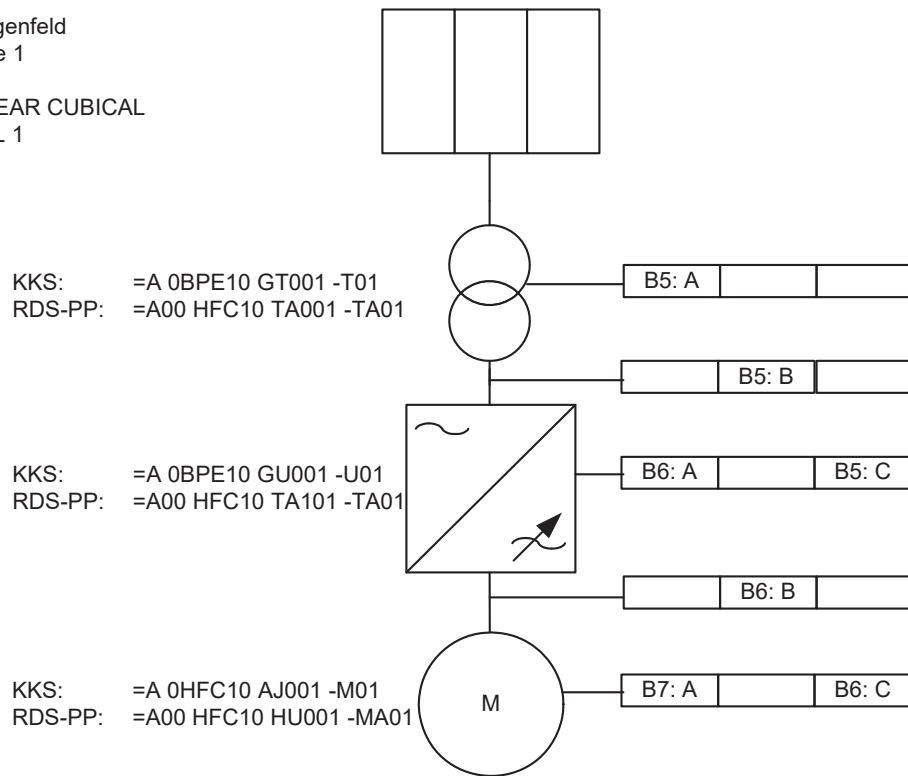 genfeld
e 1
EAR CUBICAL
L 1
KKS: =A 0BPE10 GT001 -T01
RDS-PP: =A00 HFC10 TA001 -TA01
B5: A
B5: B
KKS: =A 0BPE10 GU001 -U01
RDS-PP: =A00 HFC10 TA101 -TA01
B6: A B5: C
B6: B
KKS: =A 0HFC10 AJ001 -M01
RDS-PP: =A00 HFC10 HU001 -MA01
M
B7: A B6: C